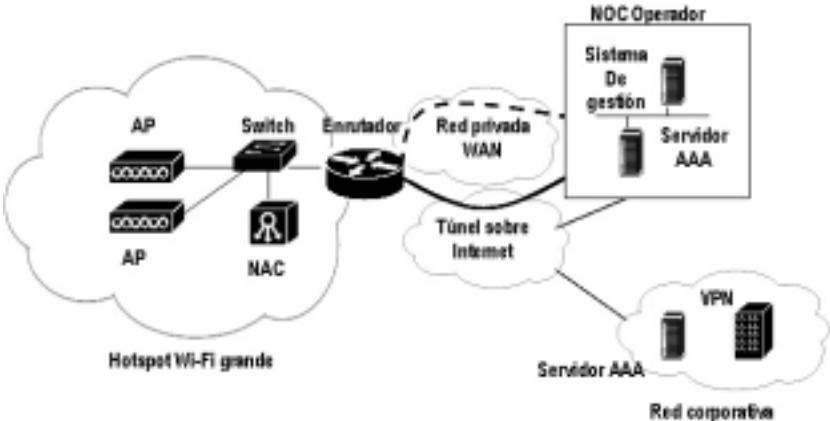 NOC Operador
Sistema
De
gestión
Servidor
AAA
AP
Switch
Enrutador
Red privada
WAN
AP
NAC
Túnel sobre
Internet
VPN
Hotspot Wi-Fi grande
Servidor AAA
Red corporativa